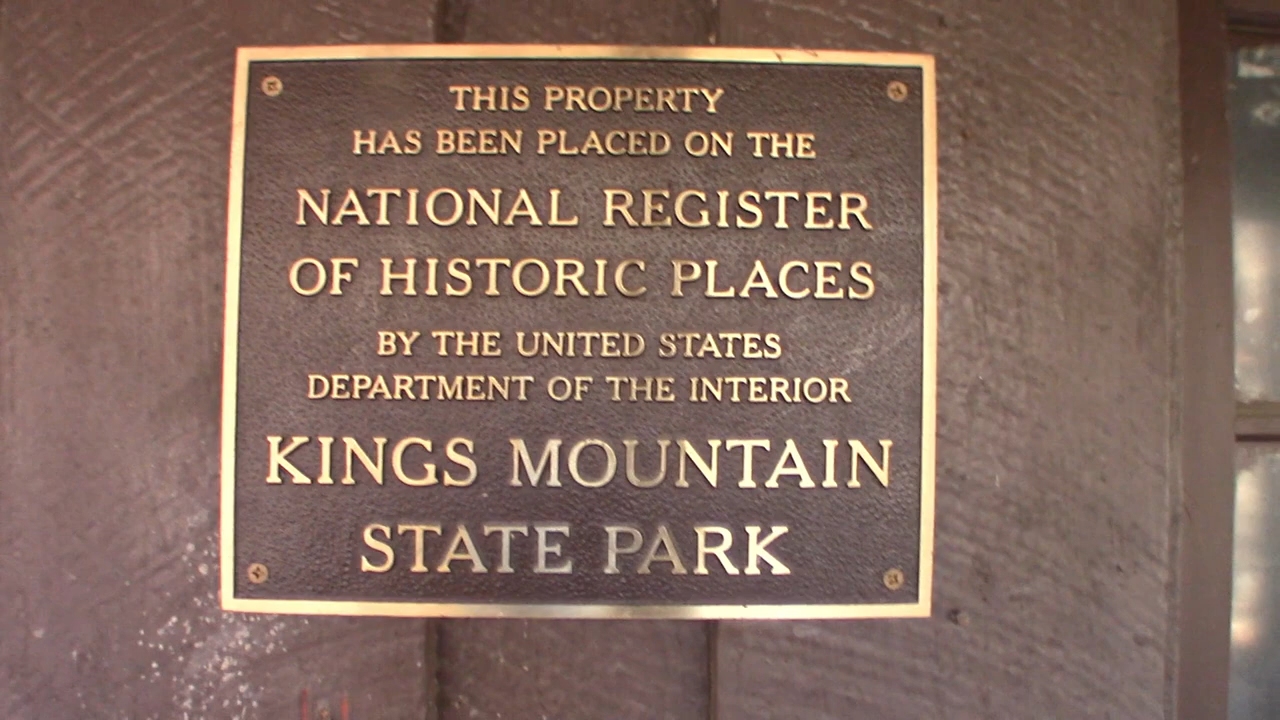 THIS PROPERTY
HAS BEEN PLACED ON THE
NATIONAL REGISTER
OF HISTORIC PLACES
BY THE UNITED STATES
DEPARTMENT OF THE INTERIOR
KINGS MOUNTAIN
STATE PARK